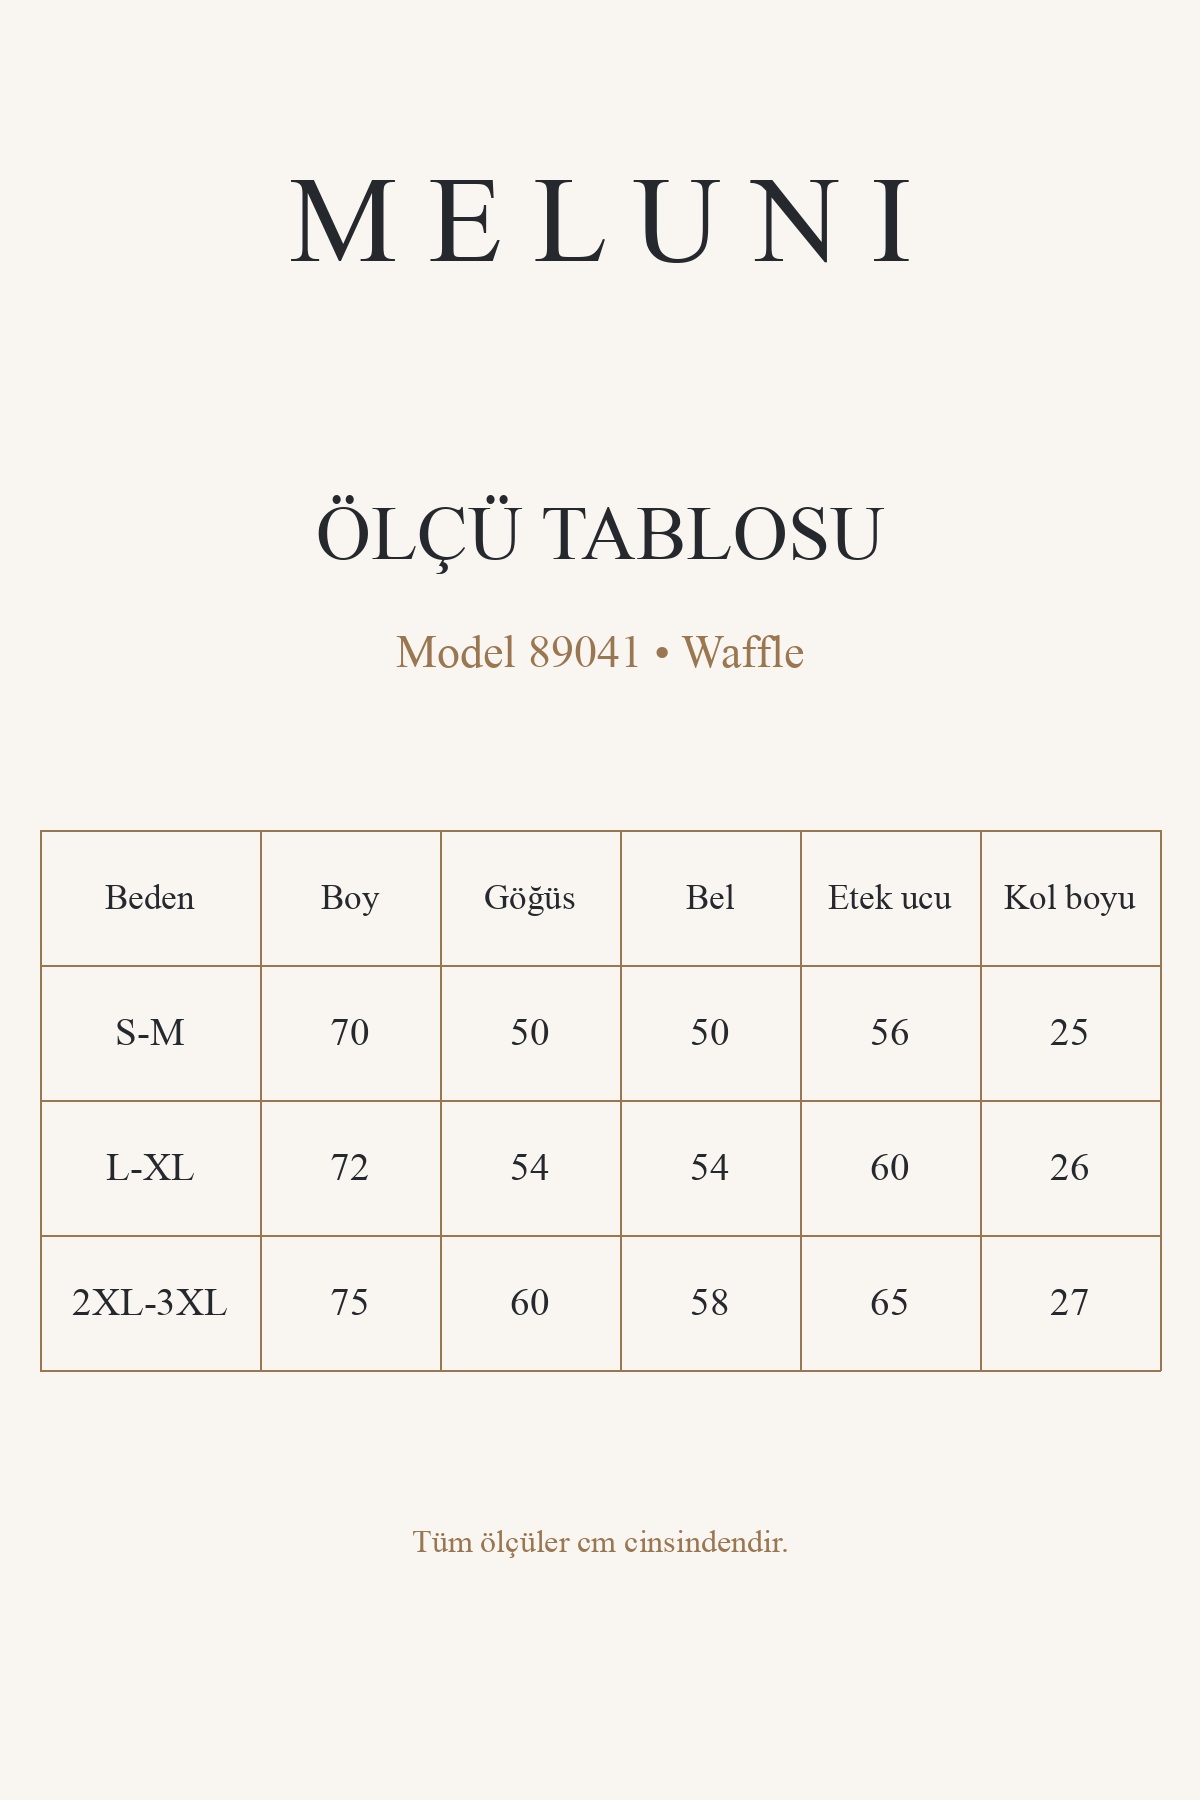 MELUNI
ÖLÇÜ TABLOSU
Model 89041 • Waffle
Beden Boy Göğüs Bel Etek ucu Kol boyu
S-M 70 50 50 56 25
L-XL 72 54 54 60 26
2XL-3XL 75 60 58 65 27
Tüm ölçüler cm cinsindendir.